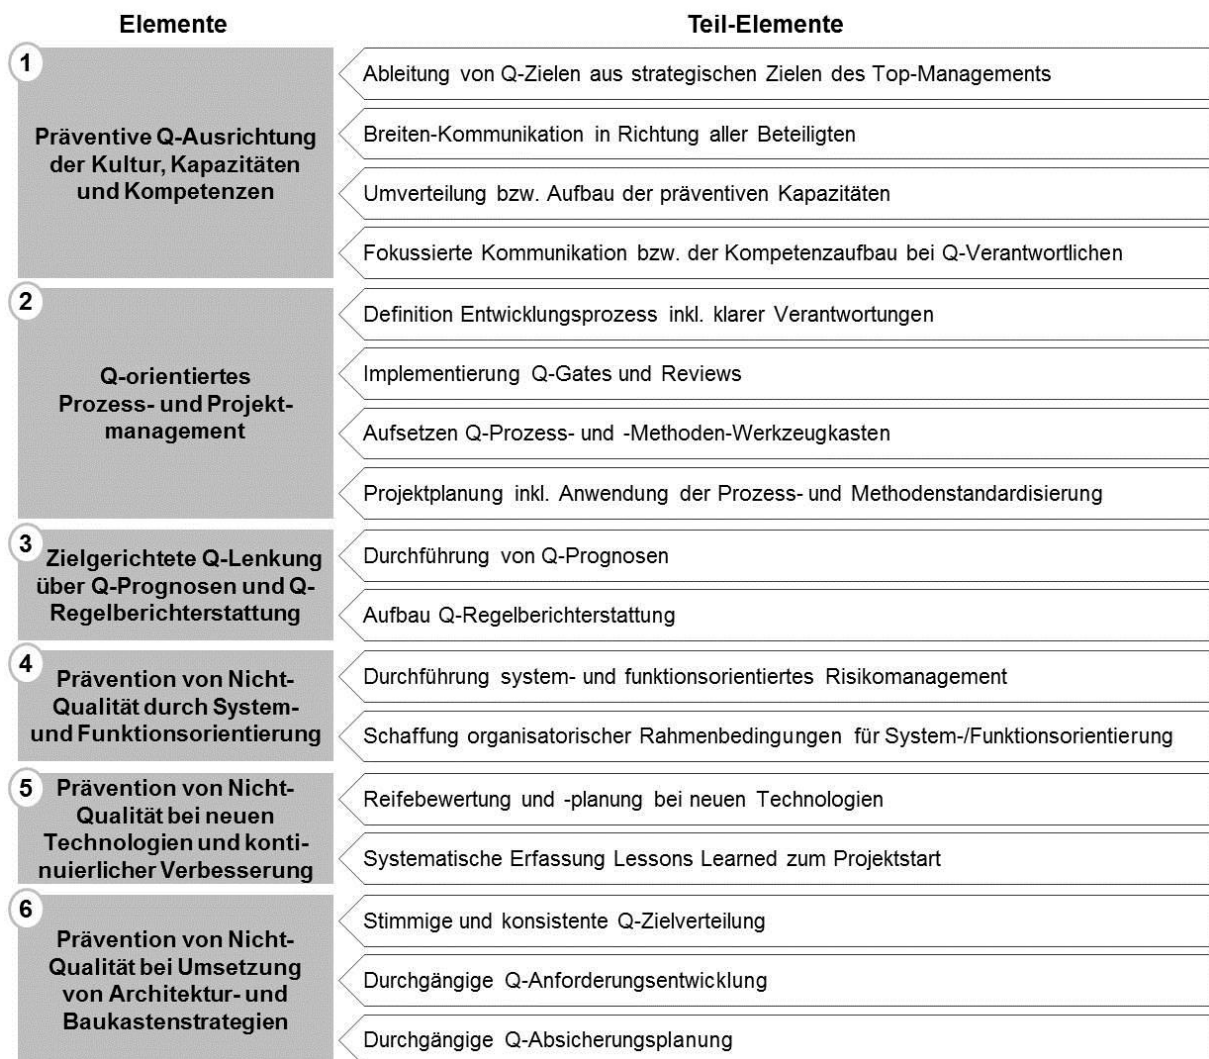 Elemente
Teil-Elemente
1
Präventive Q-Ausrichtung
der Kultur, Kapazitäten
und Kompetenzen
Ableitung von Q-Zielen aus strategischen Zielen des Top-Managements
Breiten-Kommunikation in Richtung aller Beteiligten
Umverteilung bzw. Aufbau der präventiven Kapazitäten
Fokussierte Kommunikation bzw. der Kompetenzaufbau bei Q-Verantwortlichen
2
Q-orientiertes
Prozess- und Projekt-
management
Definition Entwicklungsprozess inkl. klarer Verantwortungen
Implementierung Q-Gates und Reviews
Aufsetzen Q-Prozess- und -Methoden-Werkzeugkasten
Projektplanung inkl. Anwendung der Prozess- und Methodenstandardisierung
3
Zielgerichtete Q-Lenkung
über Q-Prognosen und Q-
Regelberichterstattung
Durchführung von Q-Prognosen
Aufbau Q-Regelberichterstattung
4
Prävention von Nicht-
Qualität durch System-
und Funktionsorientierung
Durchführung system- und funktionsorientiertes Risikomanagement
Schaffung organisatorischer Rahmenbedingungen für System-/Funktionsorientierung
5
Prävention von Nicht-
Qualität bei neuen
Technologien und konti-
nuierlicher Verbesserung
Reifebewertung und -planung bei neuen Technologien
Systematische Erfassung Lessons Learned zum Projektstart
6
Prävention von Nicht-
Qualität bei Umsetzung
von Architektur- und
Baukastenstrategien
Stimmige und konsistente Q-Zielverteilung
Durchgängige Q-Anforderungsentwicklung
Durchgängige Q-Absicherungsplanung